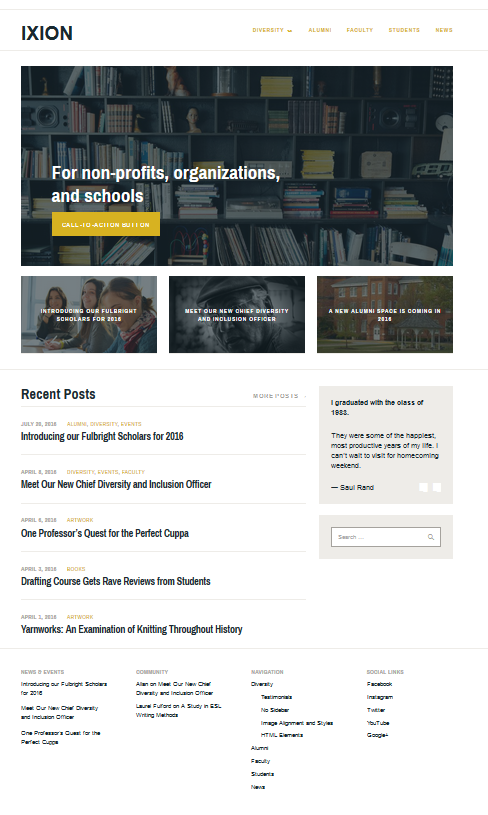 IXION
DIVERSITY ALUMNI FACULTY STUDENTS NEWS
For non-profits, organizations,
and schools
CALL-TO-ACTION BUTTON
INTRODUCING OUR FULBRIGHT
SCHOLARS FOR 2016
MEET OUR NEW CHIEF DIVERSITY
AND INCLUSION OFFICER
A NEW ALUMNI SPACE IS COMING IN
2016
Recent Posts
MORE POSTS
JULY 20, 2016 ALUMNI, DIVERSITY, EVENTS
Introducing our Fulbright Scholars for 2016
APRIL 8, 2016 DIVERSITY, EVENTS, FACULTY
Meet Our New Chief Diversity and Inclusion Officer
APRIL 6, 2016 ARTWORK
One Professor's Quest for the Perfect Cuppa
APRIL 3, 2016 BOOKS
Drafting Course Gets Rave Reviews from Students
APRIL 1, 2016 ARTWORK
Yarnworks: An Examination of Knitting Throughout History
I graduated with the class of
1983.
They were some of the happiest,
most productive years of my life. I
can't wait to visit for homecoming
weekend.
— Saul Rand
Search …
NEWS & EVENTS
Introducing our Fulbright Scholars
for 2016
Meet Our New Chief Diversity
and Inclusion Officer
One Professor's Quest for the
Perfect Cuppa
COMMUNITY
Allen on Meet Our New Chief
Diversity and Inclusion Officer
Laurel Fulford on A Study in ESL
Writing Methods
NAVIGATION
Diversity
Testimonials
No Sidebar
Image Alignment and Styles
HTML Elements
Alumni
Faculty
Students
News
SOCIAL LINKS
Facebook
Instagram
Twitter
YouTube
Google+